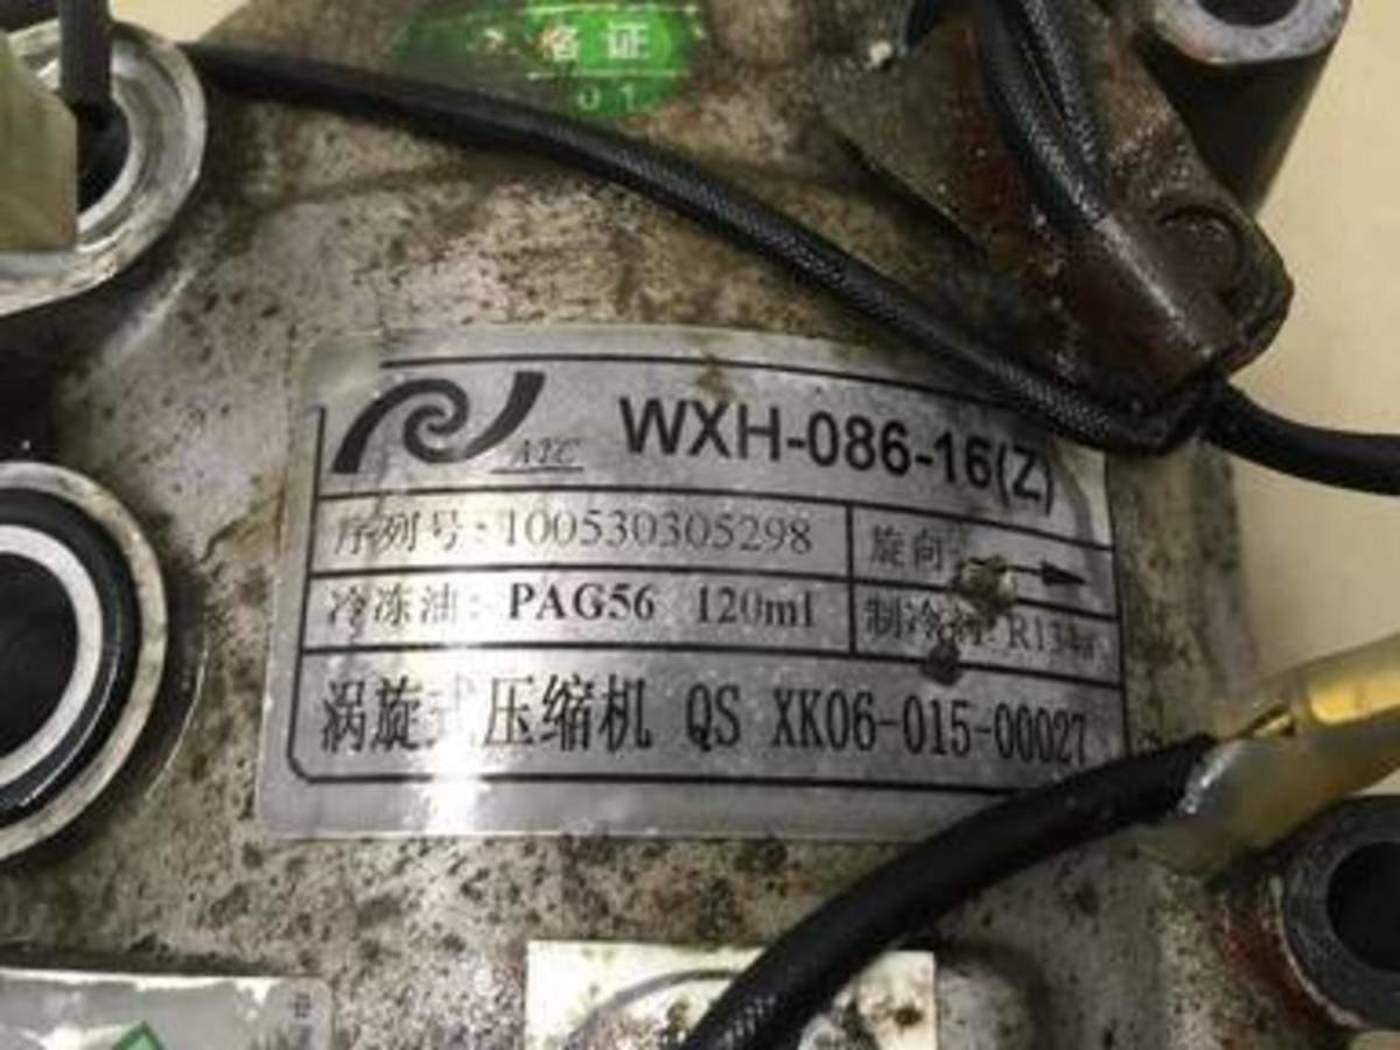 格证
01
ATC
WXH-086-16(Z)
序列号：100530305298
旋向：
冷冻油：PAG56 120ml
制冷剂：R134a
涡旋式压缩机 QS XK06-015-00027